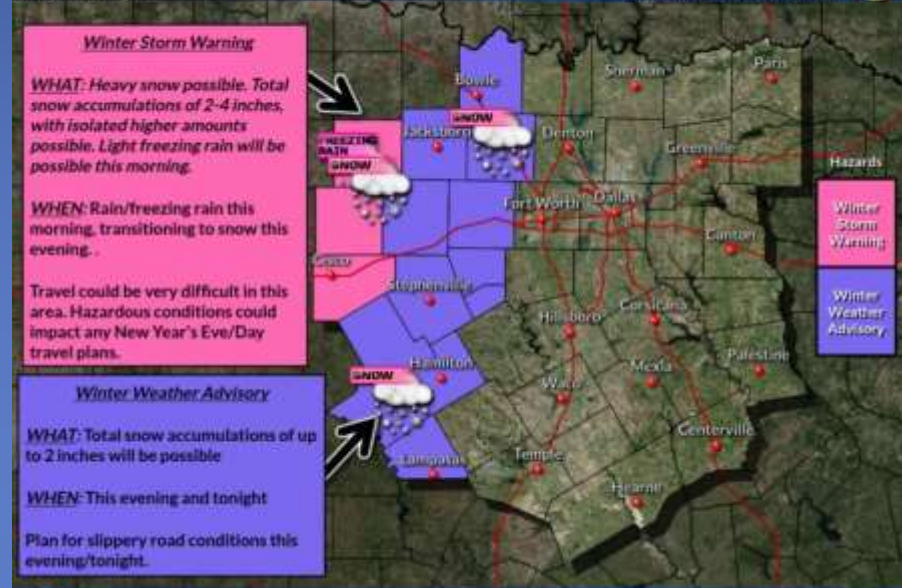 Winter Storm Warning
WHAT: Heavy snow possible. Total
snow accumulations of 2-4 inches,
with isolated higher amounts
possible. Light freezing rain will be
possible this morning.
WHEN: Rain/freezing rain this
morning, transitioning to snow this
evening. .
Travel could be very difficult in this
area. Hazardous conditions could
impact any New Year's Eve/Day
travel plans.
Winter Weather Advisory
WHAT: Total snow accumulations of up
to 2 inches will be possible
WHEN: This evening and tonight
Plan for slippery road conditions this
evening/tonight.
Bowie
Sherman
Paris
SNOW
Jacksboro
Denton
FREEZING
RAIN
SNOW
Greenville
Fort Worth
Dallas
Canton
Cisco
Stephenville
Hillsboro
Corsicana
SNOW
Hamilton
Waco
Mexia
Palestine
Lampasas
Temple
Centerville
Hearne
Hazards
Winter
Storm
Warning
Winter
Weather
Advisory